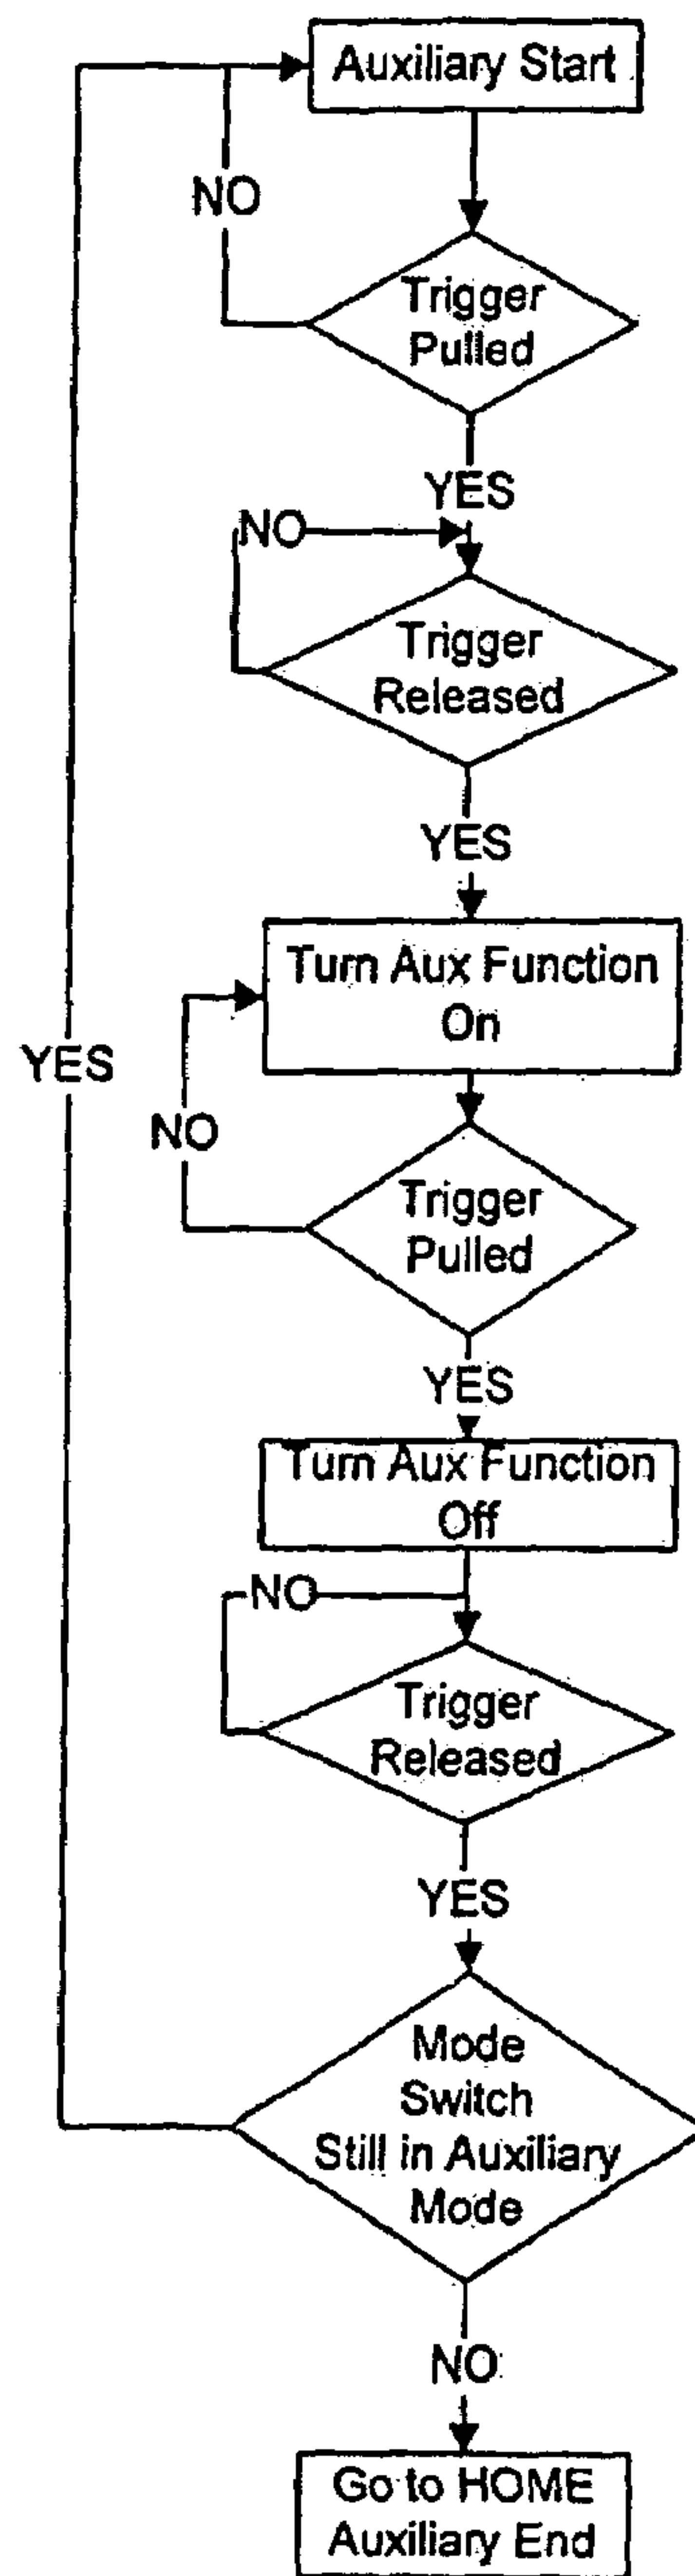 Auxiliary Start
NO
Trigger
Pulled
YES
NO
Trigger
Released
YES
Turn Aux Function
On
YES
NO
Trigger
Pulled
YES
Turn Aux Function
Off
NO
Trigger
Released
YES
Mode
Switch
Still in Auxiliary
Mode
NO
Go to HOME
Auxiliary End